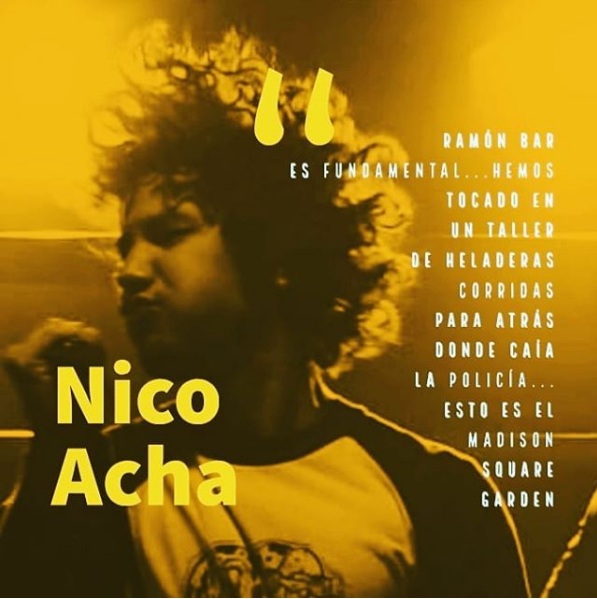 “
RAMÓN BAR
ES FUNDAMENTAL...HEMOS
TOCADO EN
UN TALLER
DE HELADERAS
CORRIDAS
PARA ATRÁS
DONDE CAÍA
LA POLICÍA...
ESTO ES EL
MADISON
SQUARE
GARDEN
Nico
Acha